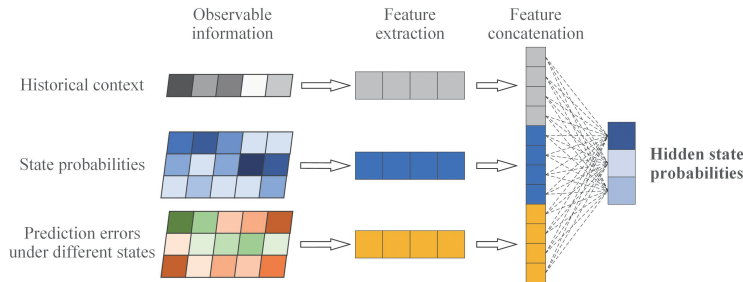 Observable
information
Feature
extraction
Feature
concatenation
Historical context
State probabilities
Hidden state
probabilities
Prediction errors
under different states